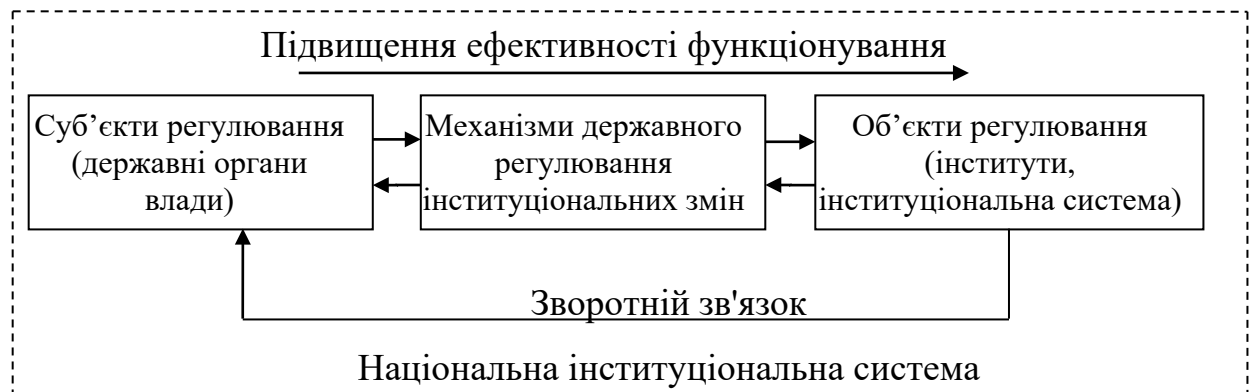 Підвищення ефективності функціонування
Суб’єкти регулювання
(державні органи
влади)
Механізми державного
регулювання
інституціональних змін
Об’єкти регулювання
(інститути,
інституціональна система)
Зворотній зв'язок
Національна інституціональна система